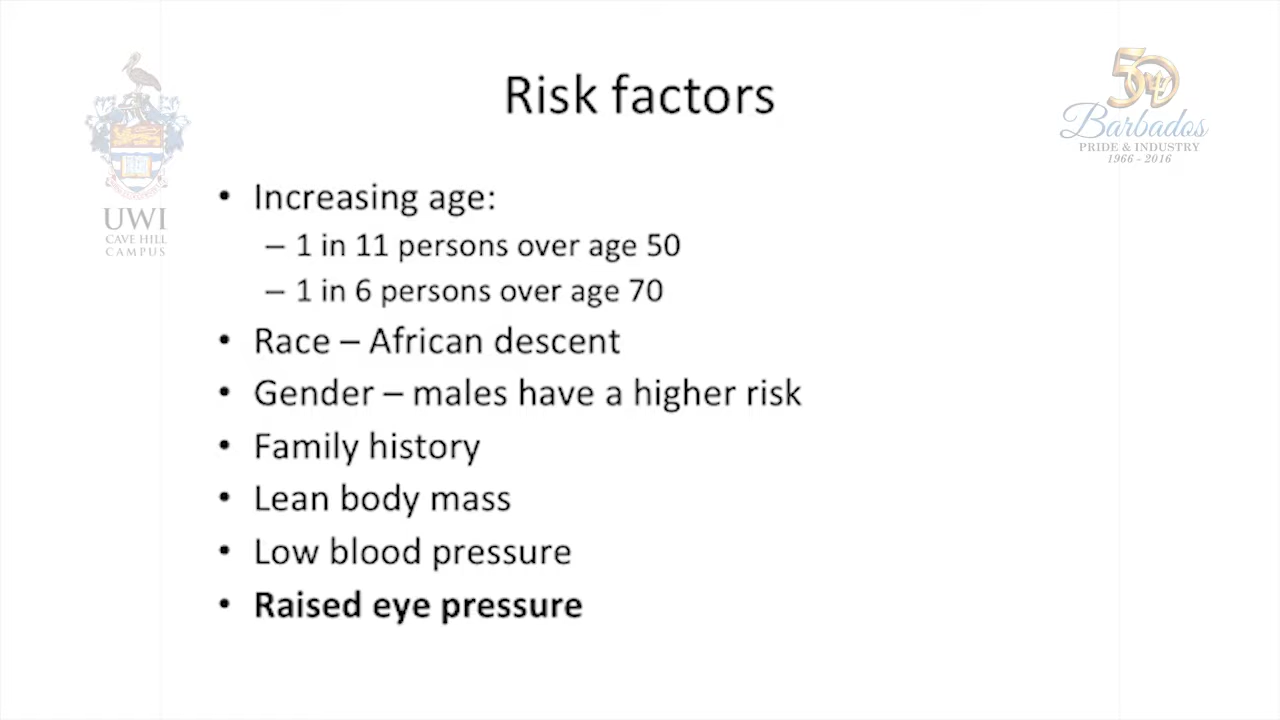 Risk factors
50
Barbados
PRIDE & INDUSTRY
1966 - 2016
UWI
CAVE HILL
CAMPUS
• Increasing age:
– 1 in 11 persons over age 50
– 1 in 6 persons over age 70
• Race – African descent
• Gender – males have a higher risk
• Family history
• Lean body mass
• Low blood pressure
• Raised eye pressure